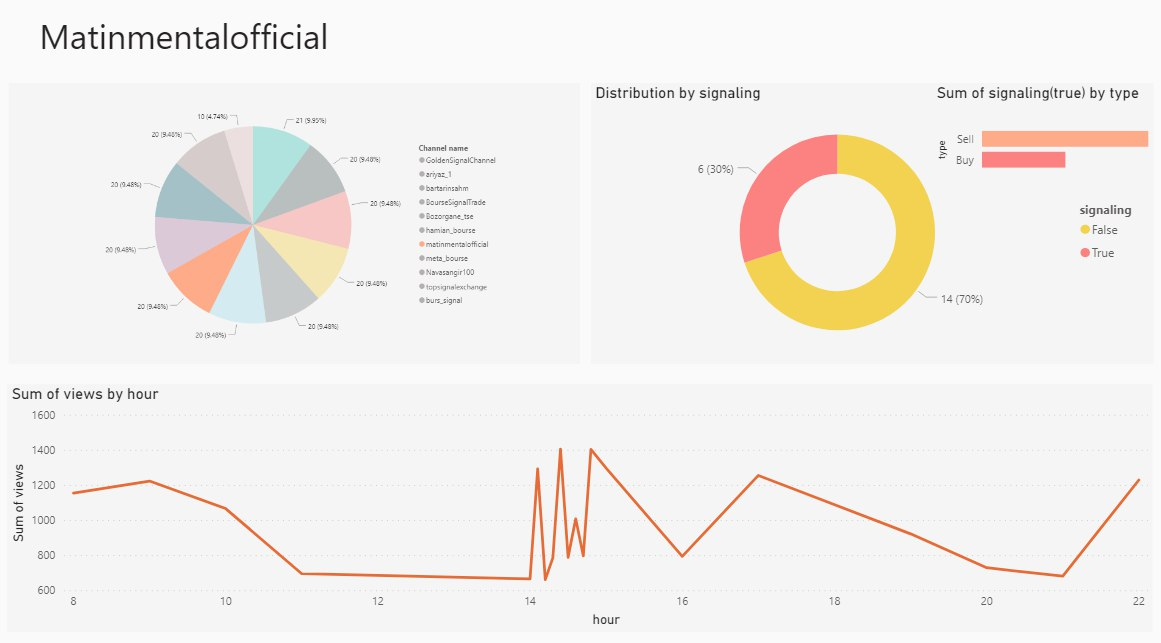 Matinmentalofficial
10 (4.74%)
21 (9.95%)
20 (9.48%)
20 (9.48%)
20 (9.48%)
20 (9.48%)
20 (9.48%)
20 (9.48%)
20 (9.48%)
20 (9.48%)
20 (9.48%)
Channel name
GoldenSignalChannel
ariyaz_1
bartarinsahm
BourseSignalTrade
Bozorgane_tse
hamian_bourse
matinmentalofficial
meta_bourse
Navasangir100
topsignalexchange
burs_signal
Distribution by signaling
6 (30%)
14 (70%)
Sum of signaling(true) by type
type
Sell
Buy
signaling
False
True
Sum of views by hour
Sum of views
1600
1400
1200
1000
800
600
8 10 12 14 16 18 20 22
hour